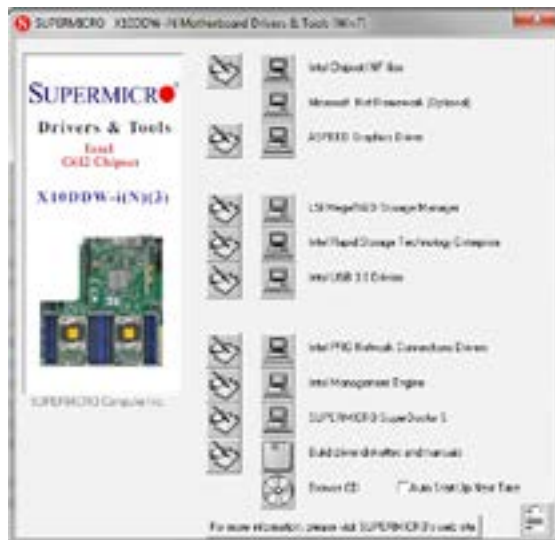 SUPERMICRO X10DDW-iN Motherboard Drivers & Tools (Win7)
SUPERMICRO
Drivers & Tools
Intel
C612 Chipset
X10DDW-i(N)(3)
SUPERMICRO Computer Inc.
Intel Chipset INF files
Microsoft .Net Framework (Optional)
ASPEED Graphics Driver
LSI MegaRAID Storage Manager
Intel Rapid Storage Technology Enterprise
Intel USB 3.0 Drivers
Intel PRO Network Connections Drivers
Intel Management Engine
SUPERMICRO SuperDoctor 5
Build driver diskettes and manuals
Browse CD
Auto Start Up Next Time
For more information, please visit SUPERMICRO's web site